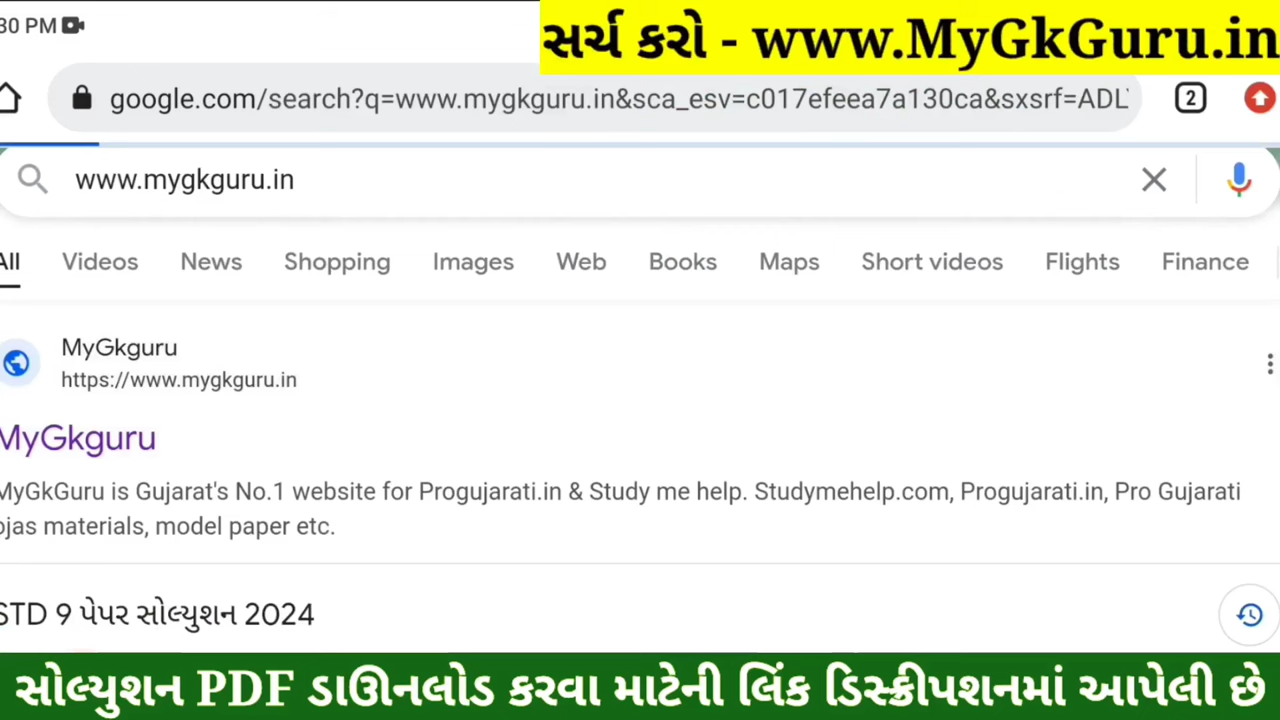 30 PM
સર્ચ કરો - www.MyGkGuru.in
google.com/search?q=www.mygkguru.in&sca_esv=c017efeea7a130ca&sxsrf=ADL
2
www.mygkguru.in
All Videos News Shopping Images Web Books Maps Short videos Flights Finance
MyGkguru
https://www.mygkguru.in
MyGkguru
MyGkGuru is Gujarat's No.1 website for Progujarati.in & Study me help. Studymehelp.com, Progujarati.in, Pro Gujarati
ojas materials, model paper etc.
STD 9 પેપર સોલ્યુશન 2024
સોલ્યુશન PDF ડાઊનલોડ કરવા માટેની લિંક ડિસ્ક્રીપશનમાં આપેલી છે